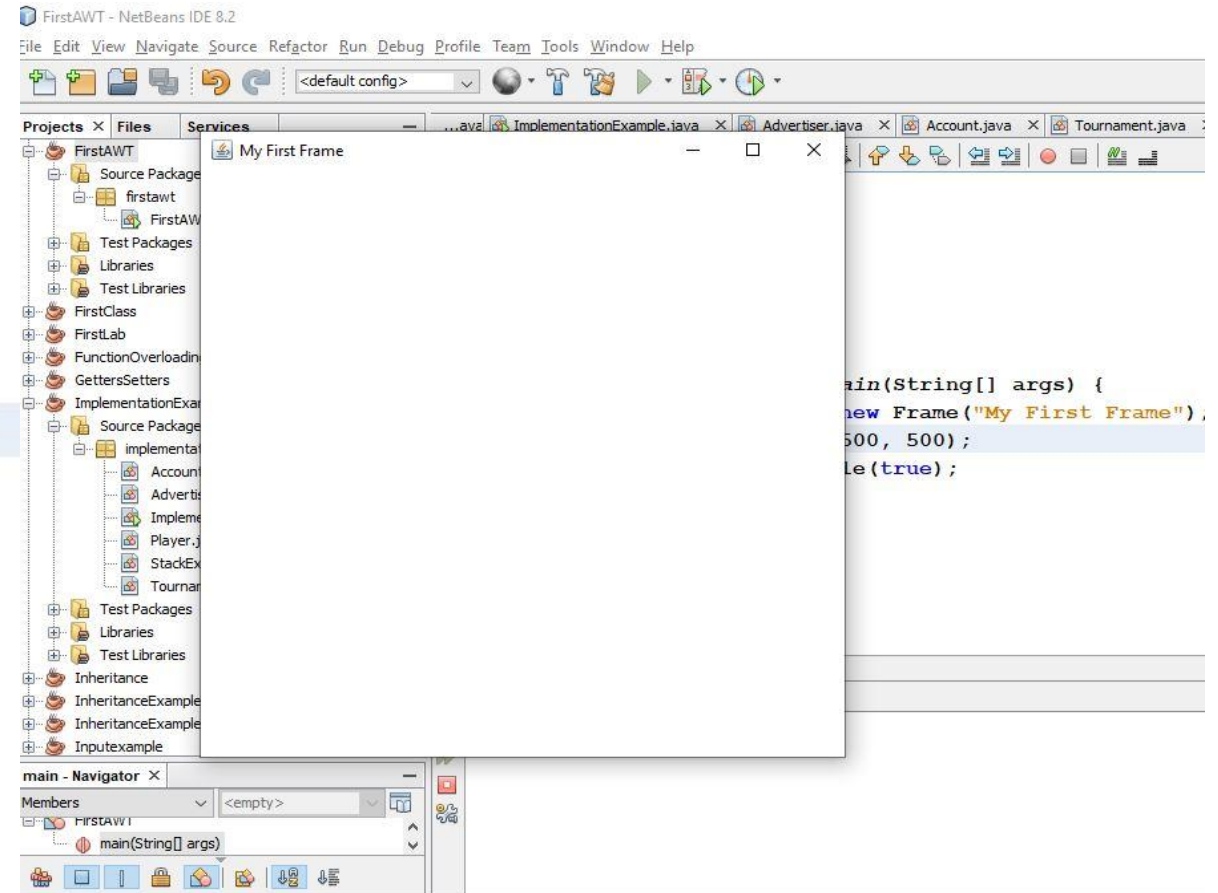 FirstAWT - NetBeans IDE 8.2
File Edit View Navigate Source Refactor Run Debug Profile Team Tools Window Help
<default config>
Projects Files Services
...ava ImplementationExample.java Advertiser.java Account.java Tournament.java
My First Frame
FirstAWT
Source Package
firstawt
FirstAW
Test Packages
Libraries
Test Libraries
FirstClass
FirstLab
FunctionOverloadin
GettersSetters
ImplementationExa
Source Package
implementa
Account
Adverti
Impleme
Player.j
StackEx
Tournar
Test Packages
Libraries
Test Libraries
Inheritance
InheritanceExample
InheritanceExample
Inputexample
ain(String[] args) {
new Frame("My First Frame");
500, 500);
le(true);
main - Navigator
Members <empty>
FirstAWT
main(String[] args)